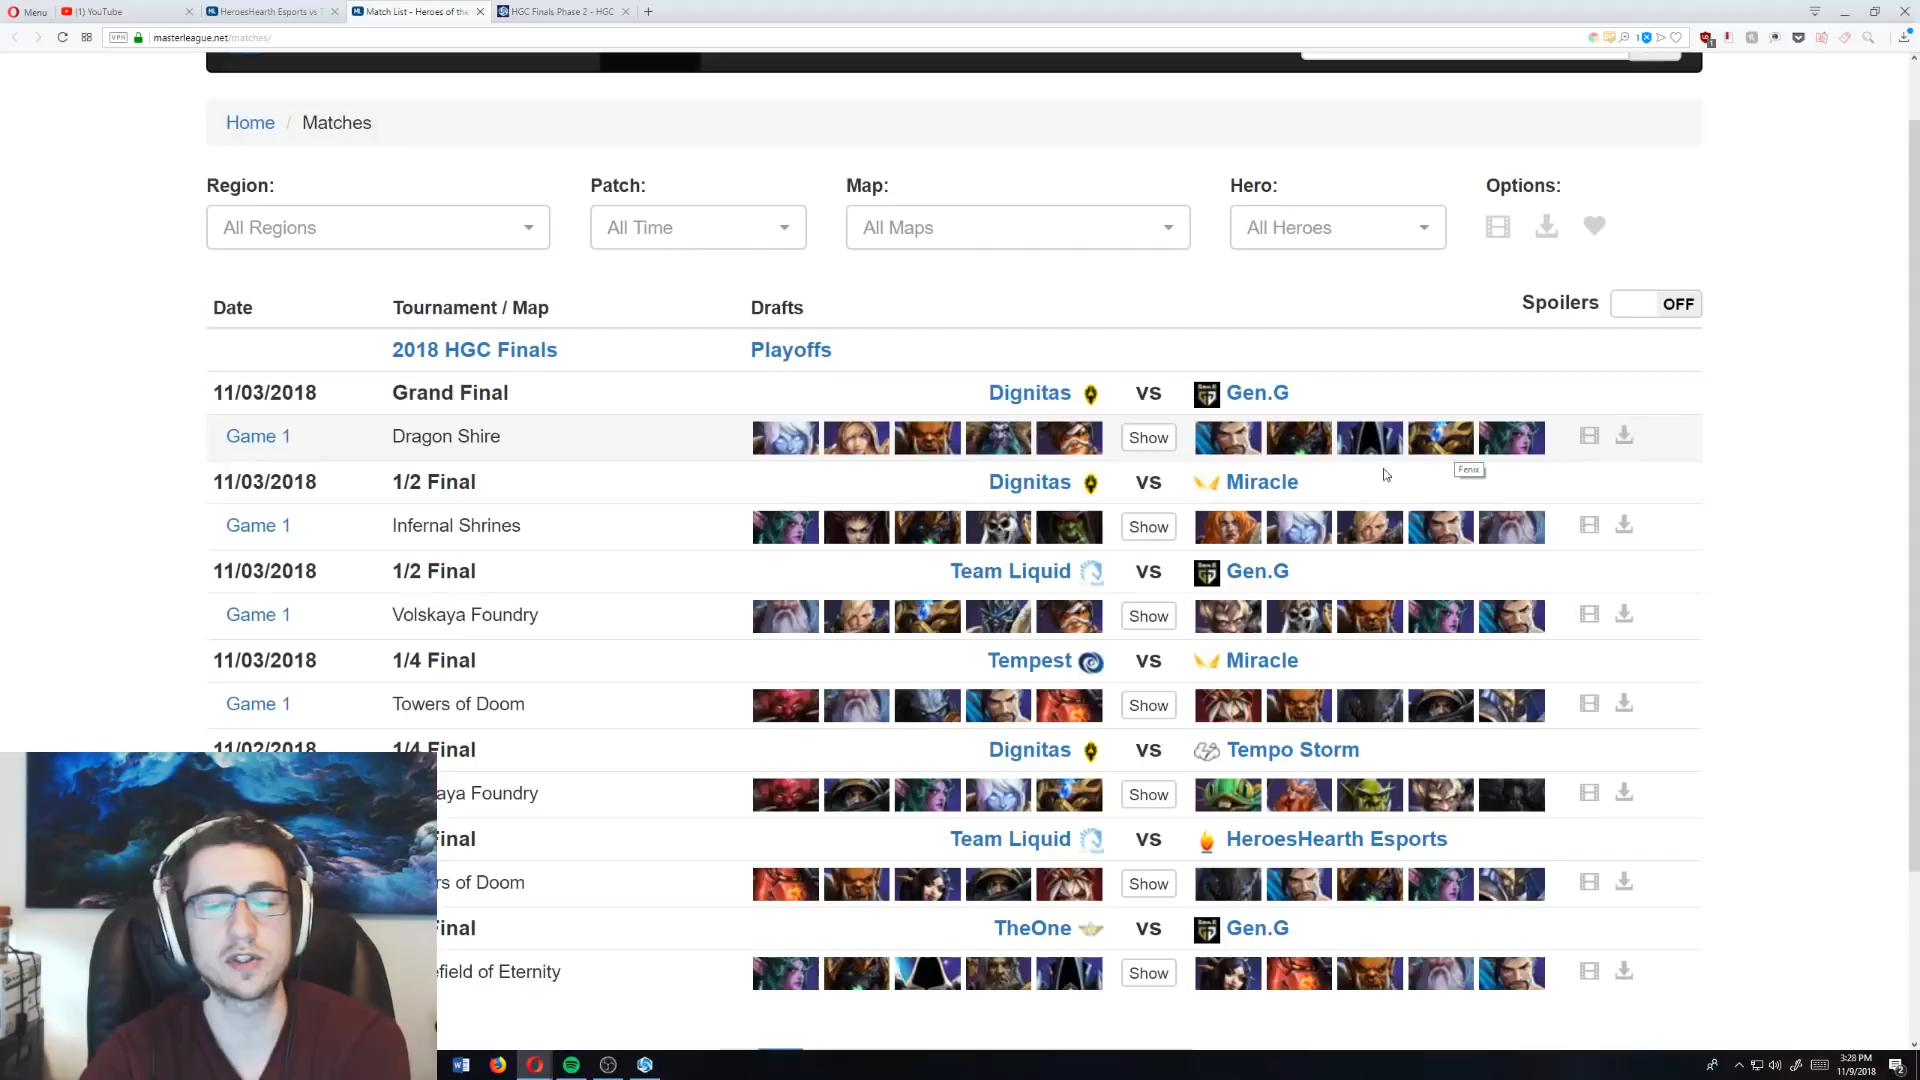 Menu
(1) YouTube
HeroesHearth Esports vs T
Match List - Heroes of the
HGC Finals Phase 2 - HGC
VPN
masterleague.net/matches/
Home / Matches
Region:
Patch:
Map:
Hero:
Options:
All Regions
All Time
All Maps
All Heroes
Date
Tournament / Map
Drafts
Spoilers
OFF
2018 HGC Finals
Playoffs
11/03/2018
Grand Final
Dignitas
vs
Gen.G
Game 1
Dragon Shire
Show
Fenix
11/03/2018
1/2 Final
Dignitas
vs
Miracle
Game 1
Infernal Shrines
Show
11/03/2018
1/2 Final
Team Liquid
vs
Gen.G
Game 1
Volskaya Foundry
Show
11/03/2018
1/4 Final
Tempest
vs
Miracle
Game 1
Towers of Doom
Show
11/02/2018
1/4 Final
Dignitas
vs
Tempo Storm
aya Foundry
Show
Final
Team Liquid
vs
HeroesHearth Esports
rs of Doom
Show
Final
TheOne
vs
Gen.G
efield of Eternity
Show
3:28 PM
11/9/2018